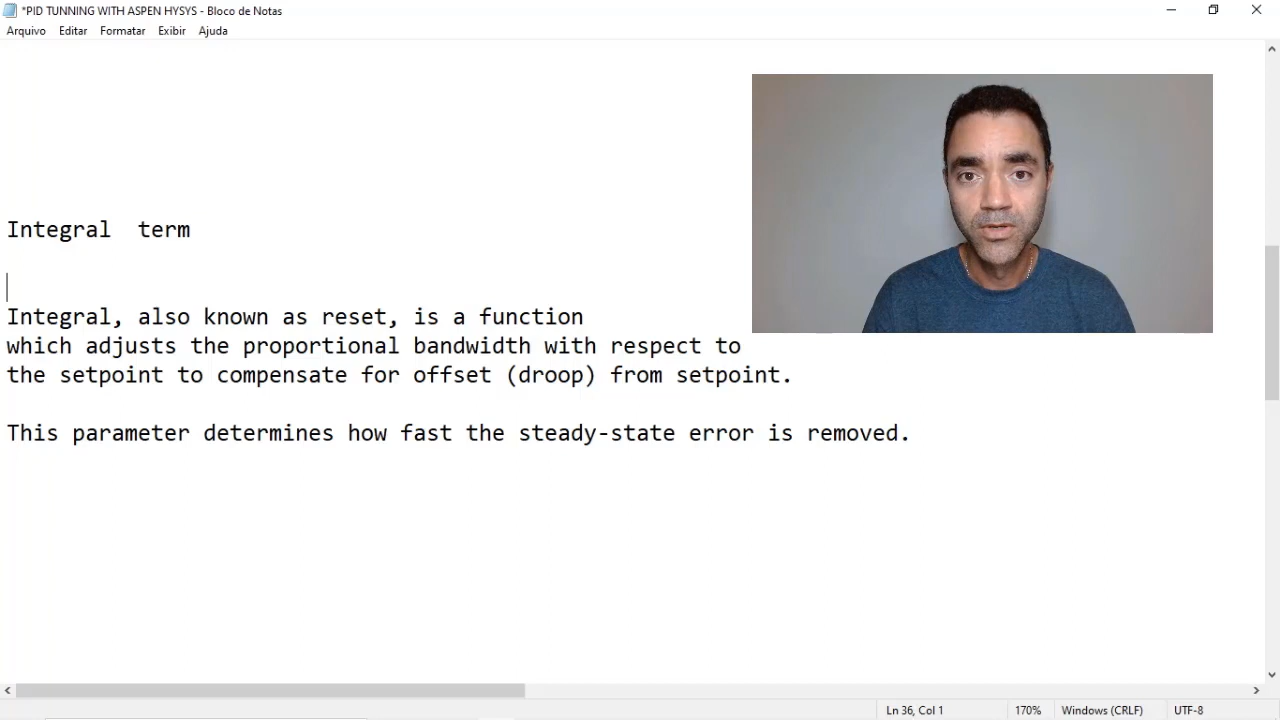 *PID TUNNING WITH ASPEN HYSYS - Bloco de Notas
Arquivo Editar Formatar Exibir Ajuda
Integral  term
Integral, also known as reset, is a function
which adjusts the proportional bandwidth with respect to
the setpoint to compensate for offset (droop) from setpoint.
This parameter determines how fast the steady-state error is removed.
Ln 36, Col 1 170% Windows (CRLF) UTF-8